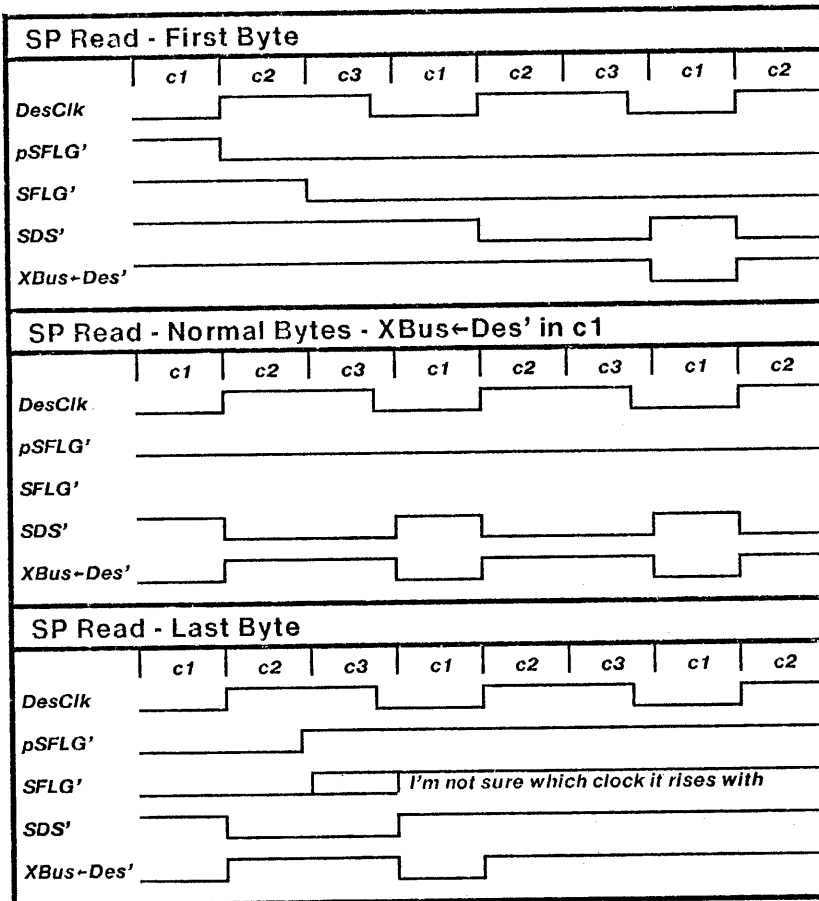 SP Read - First Byte
c1 c2 c3 c1 c2 c3 c1 c2
DesClk
pSFLG'
SFLG'
SDS'
XBus←Des'
SP Read - Normal Bytes - XBus←Des' in c1
c1 c2 c3 c1 c2 c3 c1 c2
DesClk
pSFLG'
SFLG'
SDS'
XBus←Des'
SP Read - Last Byte
c1 c2 c3 c1 c2 c3 c1 c2
DesClk
pSFLG'
SFLG' I'm not sure which clock it rises with
SDS'
XBus←Des'